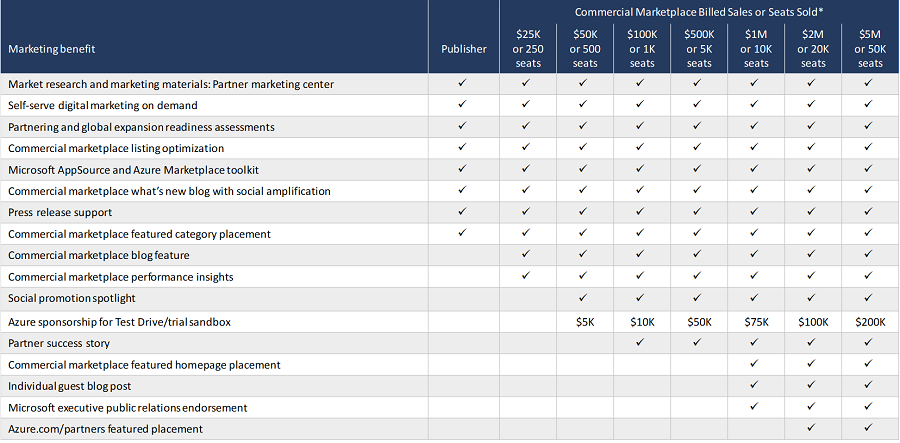 Commercial Marketplace Billed Sales or Seats Sold*
Marketing benefit Publisher $25K or 250 seats $50K or 500 seats $100K or 1K seats $500K or 5K seats $1M or 10K seats $2M or 20K seats $5M or 50K seats
Market research and marketing materials: Partner marketing center ✓ ✓ ✓ ✓ ✓ ✓ ✓ ✓
Self-serve digital marketing on demand ✓ ✓ ✓ ✓ ✓ ✓ ✓ ✓
Partnering and global expansion readiness assessments ✓ ✓ ✓ ✓ ✓ ✓ ✓ ✓
Commercial marketplace listing optimization ✓ ✓ ✓ ✓ ✓ ✓ ✓ ✓
Microsoft AppSource and Azure Marketplace toolkit ✓ ✓ ✓ ✓ ✓ ✓ ✓ ✓
Commercial marketplace what's new blog with social amplification ✓ ✓ ✓ ✓ ✓ ✓ ✓ ✓
Press release support ✓ ✓ ✓ ✓ ✓ ✓ ✓ ✓
Commercial marketplace featured category placement ✓ ✓ ✓ ✓ ✓ ✓ ✓ ✓
Commercial marketplace blog feature ✓ ✓ ✓ ✓ ✓ ✓ ✓
Commercial marketplace performance insights ✓ ✓ ✓ ✓ ✓ ✓ ✓
Social promotion spotlight ✓ ✓ ✓ ✓ ✓ ✓
Azure sponsorship for Test Drive/trial sandbox $5K $10K $50K $75K $100K $200K
Partner success story ✓ ✓ ✓ ✓ ✓
Commercial marketplace featured homepage placement ✓ ✓ ✓
Individual guest blog post ✓ ✓ ✓
Microsoft executive public relations endorsement ✓ ✓ ✓
Azure.com/partners featured placement ✓ ✓